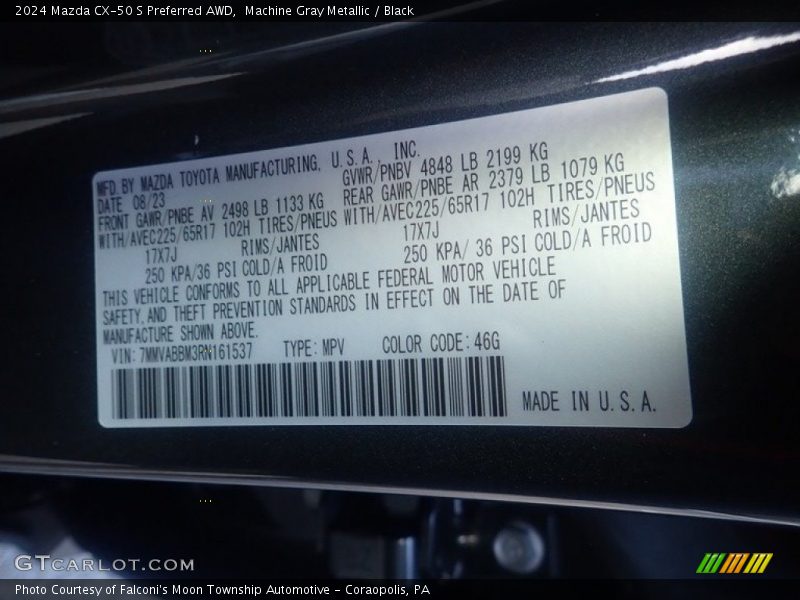 2024 Mazda CX-50 S Preferred AWD, Machine Gray Metallic / Black
MFD. BY MAZDA TOYOTA MANUFACTURING, U.S.A. INC.
DATE 08/23 GVWR/PNBV 4848 LB 2199 KG
FRONT GAWR/PNBE AV 2498 LB 1133 KG REAR GAWR/PNBE AR 2379 LB 1079 KG
WITH/AVEC225/65R17 102H TIRES/PNEUS WITH/AVEC225/65R17 102H TIRES/PNEUS
17X7J RIMS/JANTES 17X7J RIMS/JANTES
250 KPA/36 PSI COLD/A FROID 250 KPA/ 36 PSI COLD/A FROID
THIS VEHICLE CONFORMS TO ALL APPLICABLE FEDERAL MOTOR VEHICLE
SAFETY, AND THEFT PREVENTION STANDARDS IN EFFECT ON THE DATE OF
MANUFACTURE SHOWN ABOVE.
VIN: 7MMVABBM3RN161537 TYPE: MPV COLOR CODE: 46G
MADE IN U.S.A.
GTCARLOT.COM
Photo Courtesy of Falconi's Moon Township Automotive - Coraopolis, PA